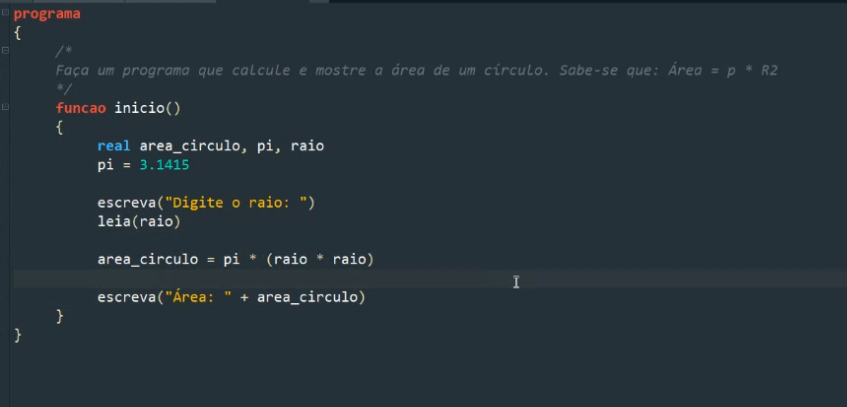 programa
{
/*
Faça um programa que calcule e mostre a área de um círculo. Sabe-se que: Área = p * R2
*/
funcao inicio()
{
real area_circulo, pi, raio
pi = 3.1415
escreva("Digite o raio: ")
leia(raio)
area_circulo = pi * (raio * raio)
escreva("Área: " + area_circulo)
}
}